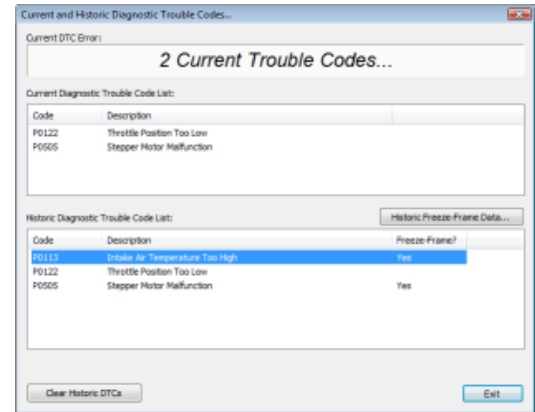 Current and Historic Diagnostic Trouble Codes...
Current DTC Error:
2 Current Trouble Codes...
Current Diagnostic Trouble Code List:
Code Description
P0122 Throttle Position Too Low
P0505 Stepper Motor Malfunction
Historic Diagnostic Trouble Code List: Historic Freeze-Frame Data...
Code Description Freeze-Frame?
P0113 Intake Air Temperature Too High Yes
P0122 Throttle Position Too Low
P0505 Stepper Motor Malfunction Yes
Clear Historic DTCs Exit